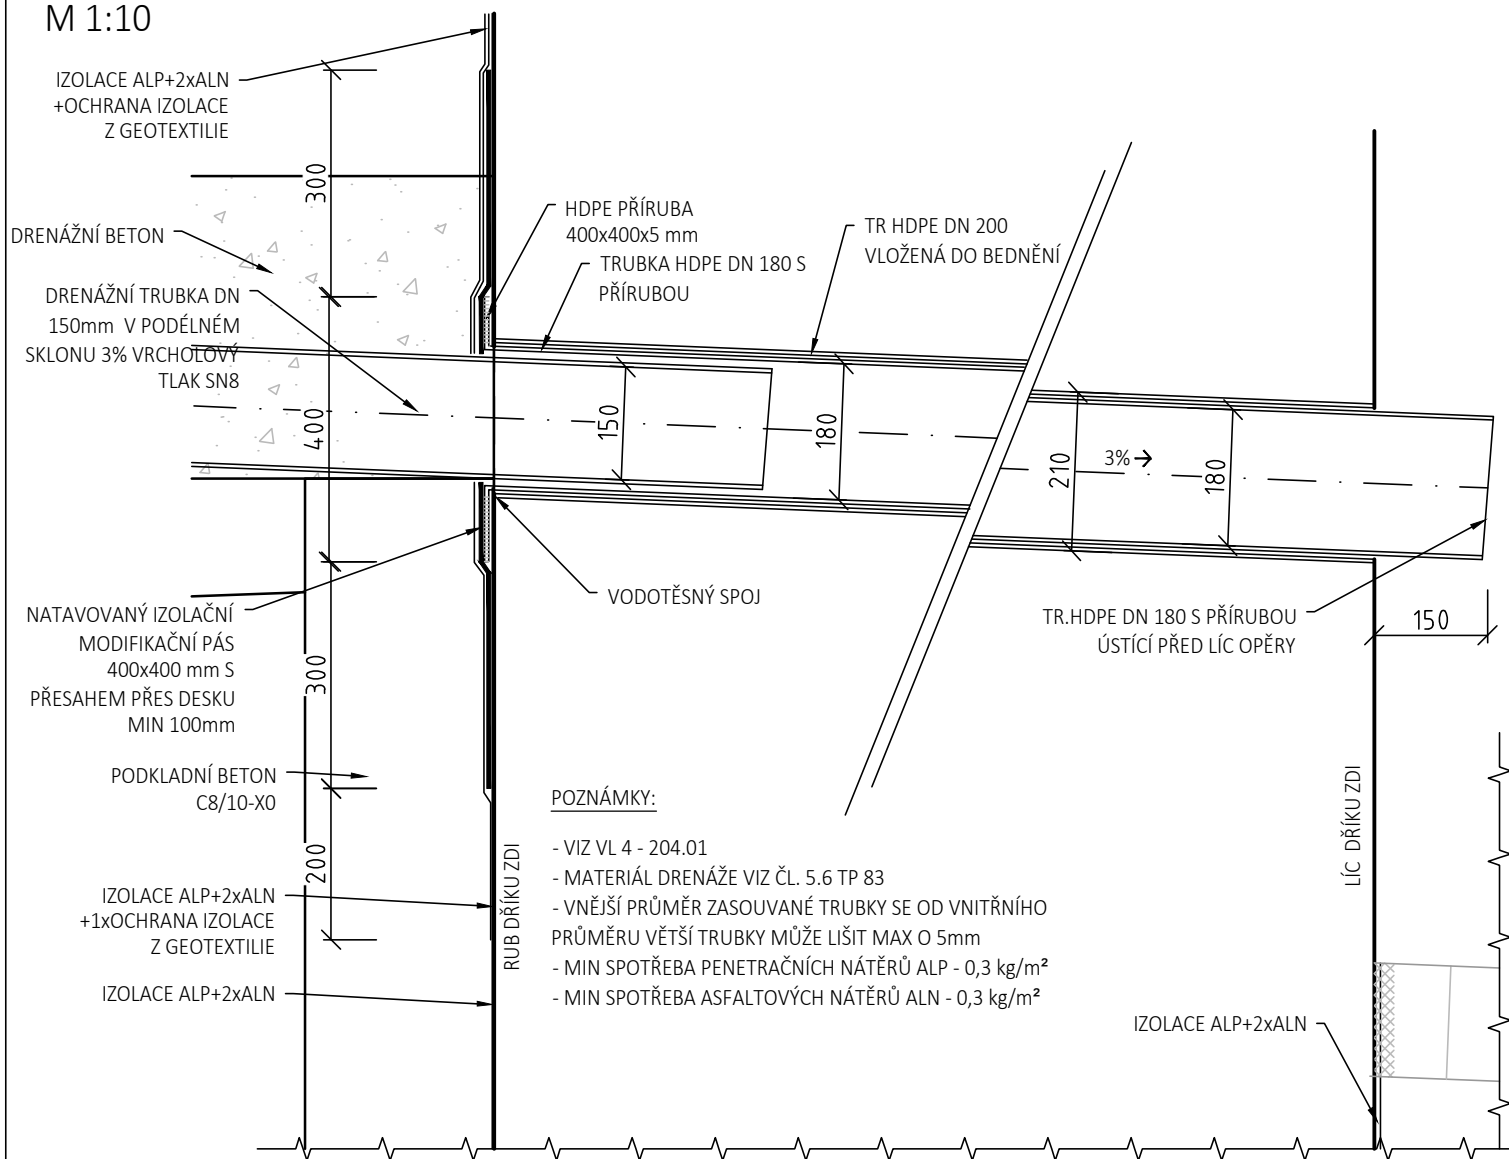 M 1:10
IZOLACE ALP+2xALN
+OCHRANA IZOLACE
Z GEOTEXTILIE
300
DRENÁŽNÍ BETON
HDPE PŘÍRUBA
400x400x5 mm
TRUBKA HDPE DN 180 S
PŘÍRUBOU
TR HDPE DN 200
VLOŽENÁ DO BEDNĚNÍ
DRENÁŽNÍ TRUBKA DN
150mm V PODÉLNÉM
SKLONU 3% VRCHOLOVÝ
TLAK SN8
400
150
180
210
3%
180
NATAVOVANÝ IZOLAČNÍ
MODIFIKAČNÍ PÁS
400x400 mm S
PŘESAHEM PŘES DESKU
MIN 100mm
300
VODOTĚSNÝ SPOJ
TR.HDPE DN 180 S PŘÍRUBOU
ÚSTÍCÍ PŘED LÍC OPĚRY
150
PODKLADNÍ BETON
C8/10-X0
200
IZOLACE ALP+2xALN
+1xOCHRANA IZOLACE
Z GEOTEXTILIE
IZOLACE ALP+2xALN
RUB DŘÍKU ZDI
POZNÁMKY:
- VIZ VL 4 - 204.01
- MATERIÁL DRENÁŽE VIZ ČL. 5.6 TP 83
- VNĚJŠÍ PRŮMĚR ZASOUVANÉ TRUBKY SE OD VNITŘNÍHO
PRŮMĚRU VĚTŠÍ TRUBKY MŮŽE LIŠIT MAX O 5mm
- MIN SPOTŘEBA PENETRAČNÍCH NÁTĚRŮ ALP - 0,3 kg/m²
- MIN SPOTŘEBA ASFALTOVÝCH NÁTĚRŮ ALN - 0,3 kg/m²
LÍC DŘÍKU ZDI
IZOLACE ALP+2xALN